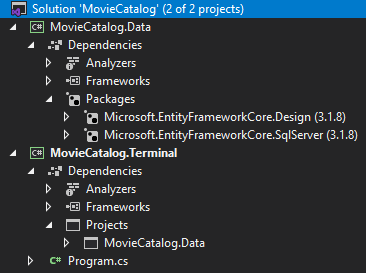 Solution 'MovieCatalog' (2 of 2 projects)
C# MovieCatalog.Data
Dependencies
Analyzers
Frameworks
Packages
Microsoft.EntityFrameworkCore.Design (3.1.8)
Microsoft.EntityFrameworkCore.SqlServer (3.1.8)
C# MovieCatalog.Terminal
Dependencies
Analyzers
Frameworks
Projects
MovieCatalog.Data
C# Program.cs